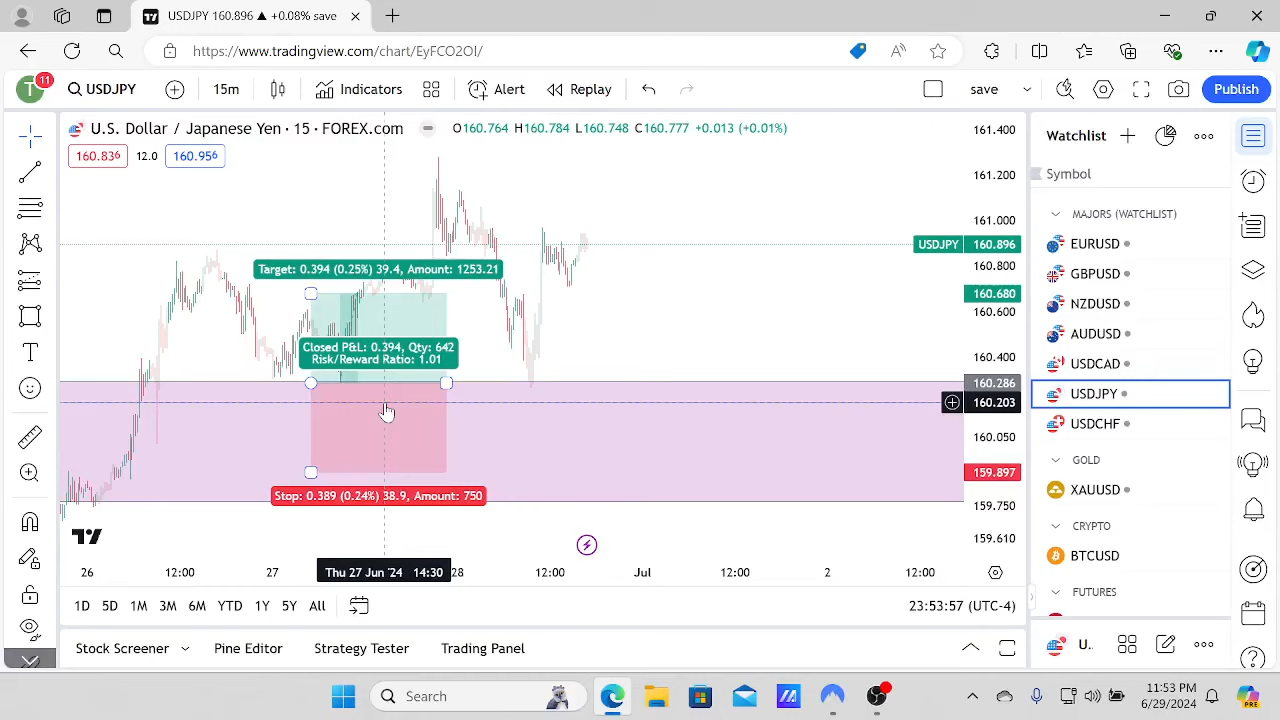 USDJPY 160.896 ▲ +0.08% save
https://www.tradingview.com/chart/EyFCO2OI/
T
11
USDJPY
15m
Indicators
Alert
Replay
save
Publish
U.S. Dollar / Japanese Yen · 15 · FOREX.com
O160.764 H160.784 L160.748 C160.777 +0.013 (+0.01%)
160.836
12.0
160.956
161.400
161.200
161.000
USDJPY 160.896
160.800
160.680
160.600
160.400
160.286
160.203
160.050
159.897
159.750
159.610
Target: 0.394 (0.25%) 39.4, Amount: 1253.21
Closed P&L: 0.394, Qty: 642
Risk/Reward Ratio: 1.01
Stop: 0.389 (0.24%) 38.9, Amount: 750
26
12:00
27
Thu 27 Jun '24 14:30
28
12:00
Jul
12:00
2
12:00
1D 5D 1M 3M 6M YTD 1Y 5Y All
23:53:57 (UTC-4)
Stock Screener
Pine Editor
Strategy Tester
Trading Panel
Watchlist
Symbol
MAJORS (WATCHLIST)
EURUSD
GBPUSD
NZDUSD
AUDUSD
USDCAD
USDJPY
USDCHF
GOLD
XAUUSD
CRYPTO
BTCUSD
FUTURES
U..
Search
11:53 PM
6/29/2024
PRE